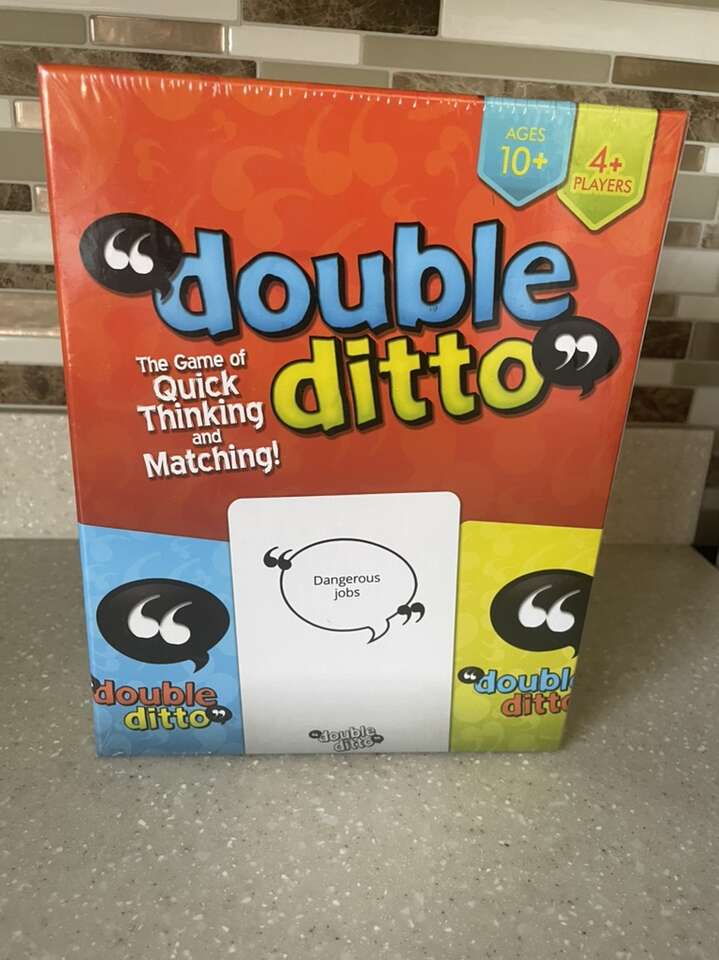 AGES
10+
4+
PLAYERS
“double
ditto”
The Game of
Quick
Thinking
and
Matching!
“
Dangerous
jobs
”
“double
ditto”
“
double
ditto”
“
“double
ditto